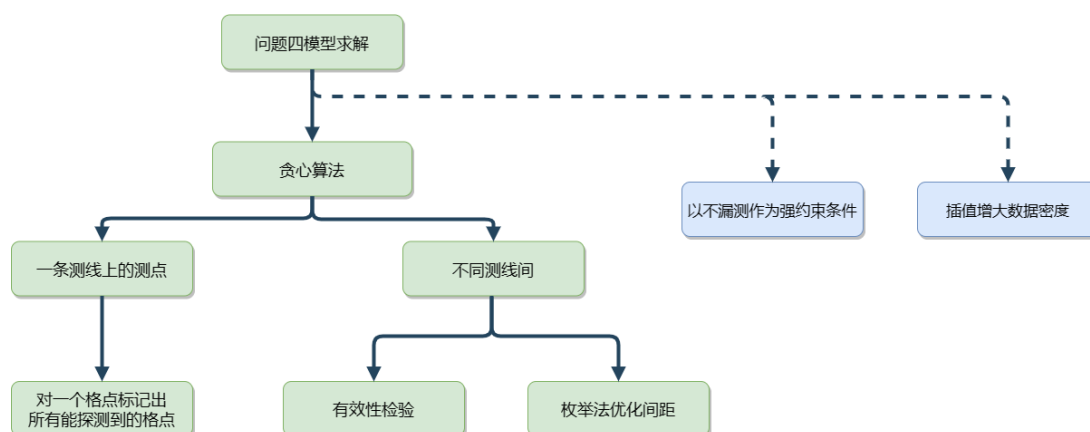 问题四模型求解
贪心算法
以不漏测作为强约束条件
插值增大数据密度
一条测线上的测点
不同测线间
对一个格点标记出
所有能探测到的格点
有效性检验
枚举法优化间距